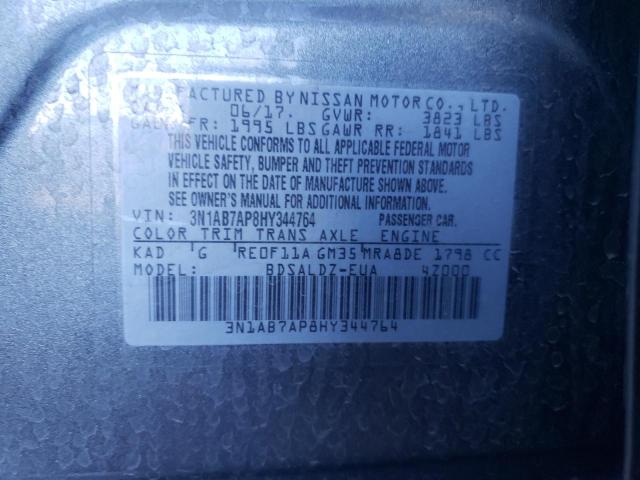 MANUFACTURED BY NISSAN MOTOR CO., LTD.
06/17. GVWR: 3823 LBS
GAWR FR: 1995 LBS GAWR RR: 1841 LBS
THIS VEHICLE CONFORMS TO ALL APPLICABLE FEDERAL MOTOR
VEHICLE SAFETY, BUMPER AND THEFT PREVENTION STANDARDS
IN EFFECT ON THE DATE OF MANUFACTURE SHOWN ABOVE.
SEE OWNER'S MANUAL FOR ADDITIONAL INFORMATION.
VIN: 3N1AB7AP8HY344764 PASSENGER CAR.
COLOR TRIM TRANS AXLE ENGINE
KAD G RE0F11A GM35 MRA8DE 1798 CC
MODEL: BDSALDZ-EUA 42000
3N1AB7AP8HY344764